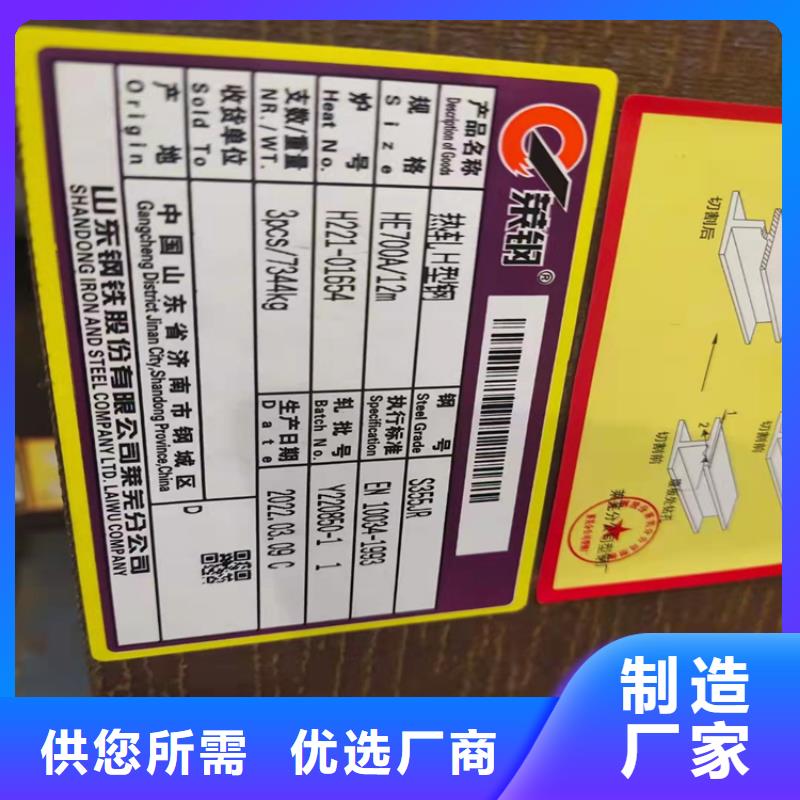 莱钢®
产品名称 热轧H型钢 钢号 S355JR
Description of Goods Steel Grade
规格 HE700A/12m 执行标准 EN 10034-1993
Size Specification
炉号 H221-01654 轧批号 Y220850-1 1
Heat No. Batch No.
支数/重量 3pcs/7344kg 生产日期 2022.03.09 C
NR./WT. Date
收货单位 D
Sold To
产地 中国山东省济南市钢城区
Origin Gangcheng District Jinan City,Shandong Province,China
山东钢铁股份有限公司莱芜分公司
SHANDONG IRON AND STEEL COMPANY LTD. LAIWU COMPANY
切割后
切割前
1
2
切割前
供您所需 优选厂商
制造
厂家